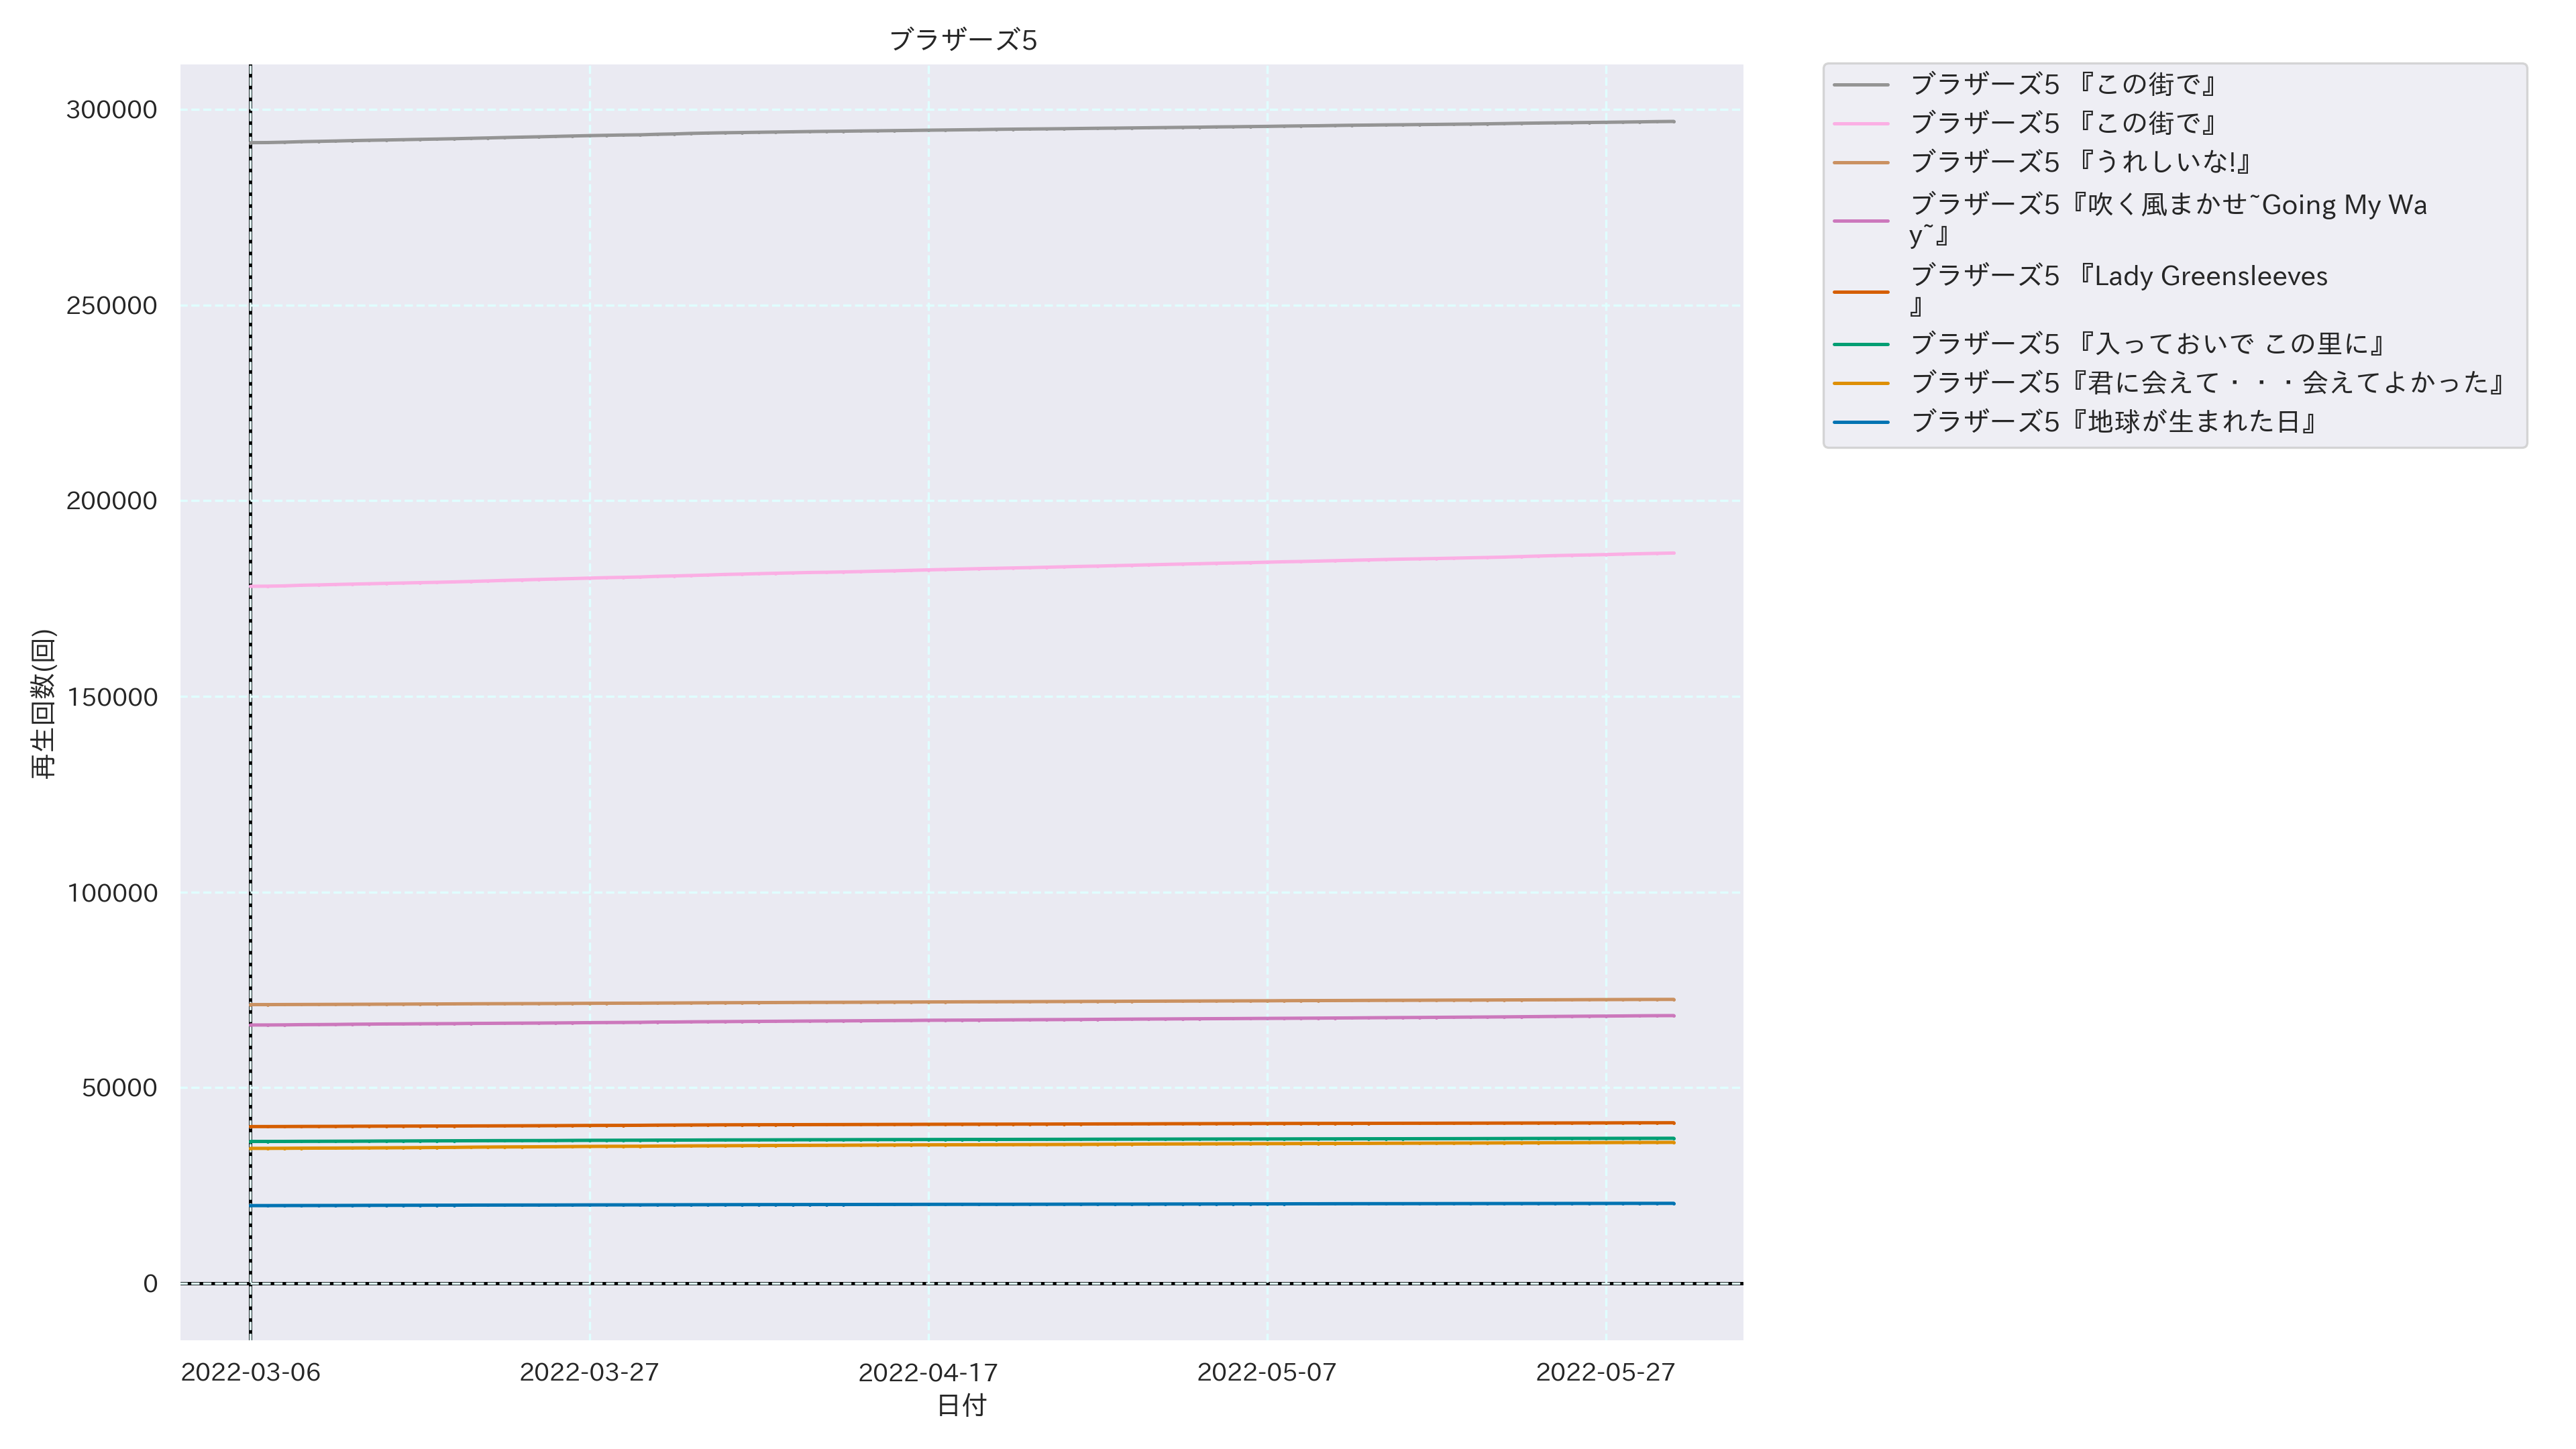 ブラザーズ5
300000
250000
200000
150000
100000
50000
0
再生回数(回)
2022-03-06
2022-03-27
2022-04-17
2022-05-07
2022-05-27
日付
ブラザーズ5 『この街で』
ブラザーズ5 『この街で』
ブラザーズ5 『うれしいな!』
ブラザーズ5『吹く風まかせ~Going My Wa
y~』
ブラザーズ5 『Lady Greensleeves
』
ブラザーズ5 『入っておいで この里に』
ブラザーズ5『君に会えて・・・会えてよかった』
ブラザーズ5『地球が生まれた日』